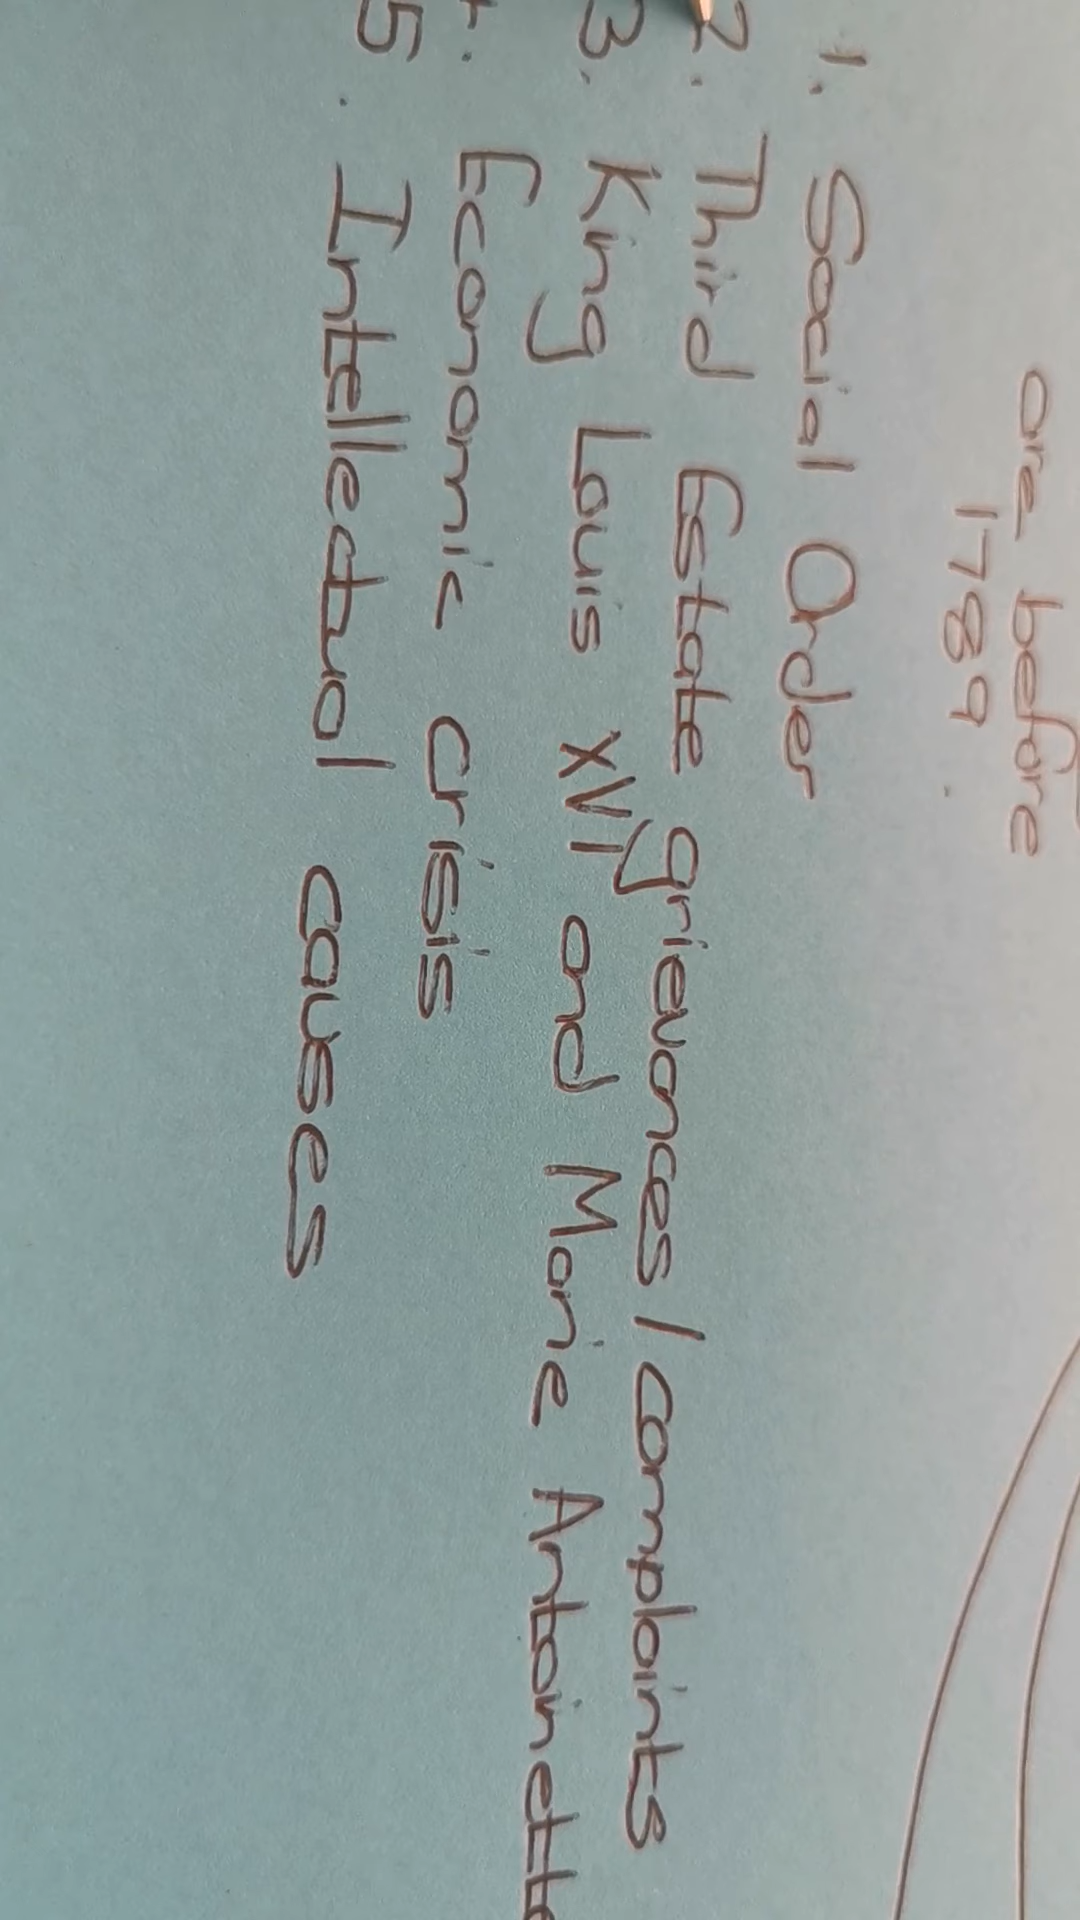 are before
1789.
1. Social Order
2. Third Estate grievances / complaints
3. King Louis XVI and Marie Antoinette
4. Economic crisis
5. Intellectual causes